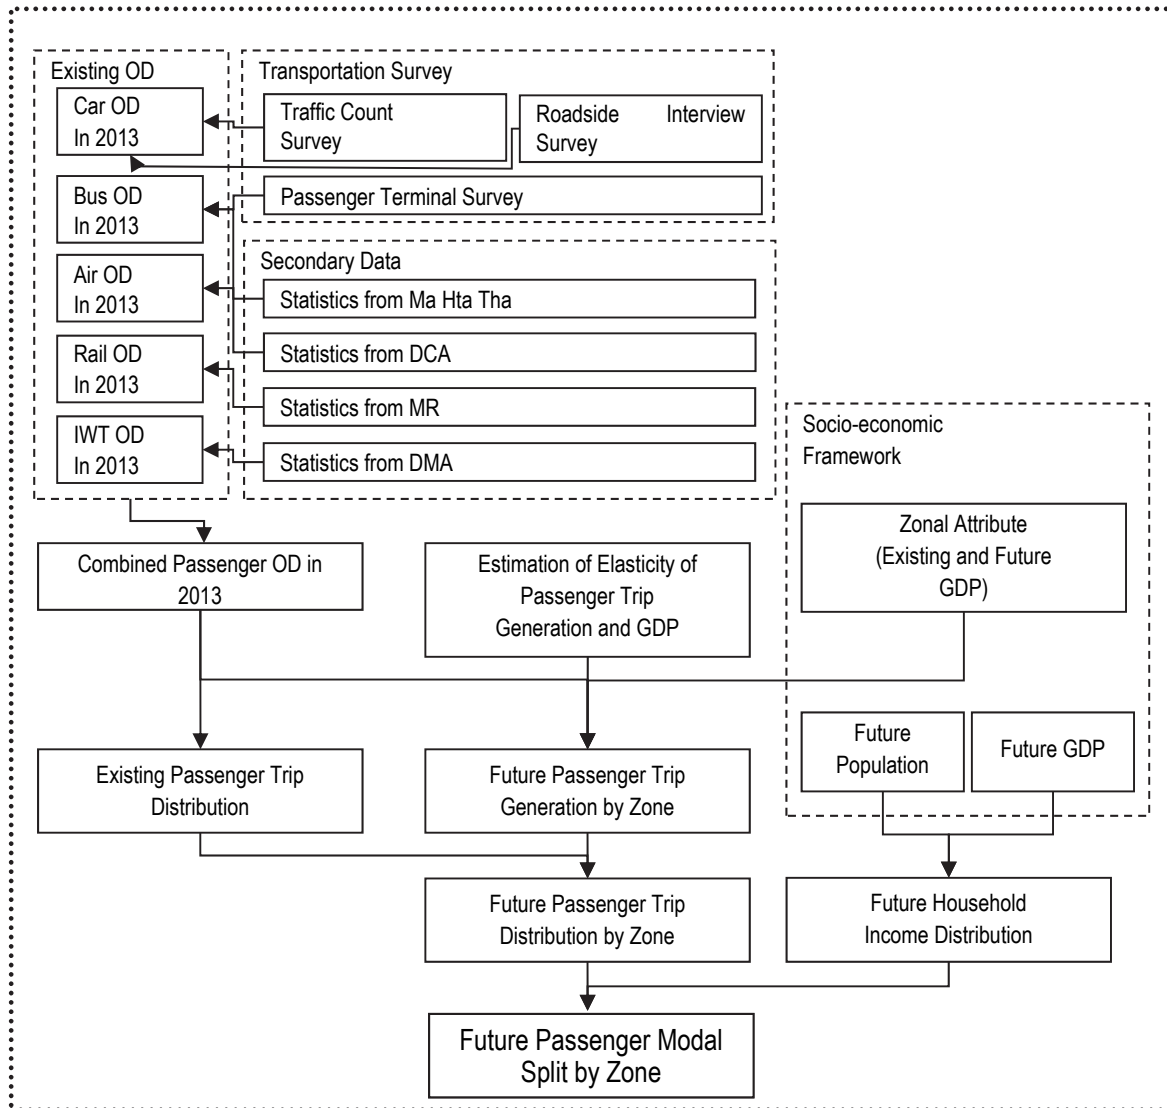 Existing OD
Car OD
In 2013
Bus OD
In 2013
Air OD
In 2013
Rail OD
In 2013
IWT OD
In 2013
Transportation Survey
Traffic Count
Survey
Roadside Interview
Survey
Passenger Terminal Survey
Secondary Data
Statistics from Ma Hta Tha
Statistics from DCA
Statistics from MR
Statistics from DMA
Socio-economic
Framework
Zonal Attribute
(Existing and Future
GDP)
Future
Population
Future GDP
Combined Passenger OD in
2013
Estimation of Elasticity of
Passenger Trip
Generation and GDP
Existing Passenger Trip
Distribution
Future Passenger Trip
Generation by Zone
Future Passenger Trip
Distribution by Zone
Future Household
Income Distribution
Future Passenger Modal
Split by Zone